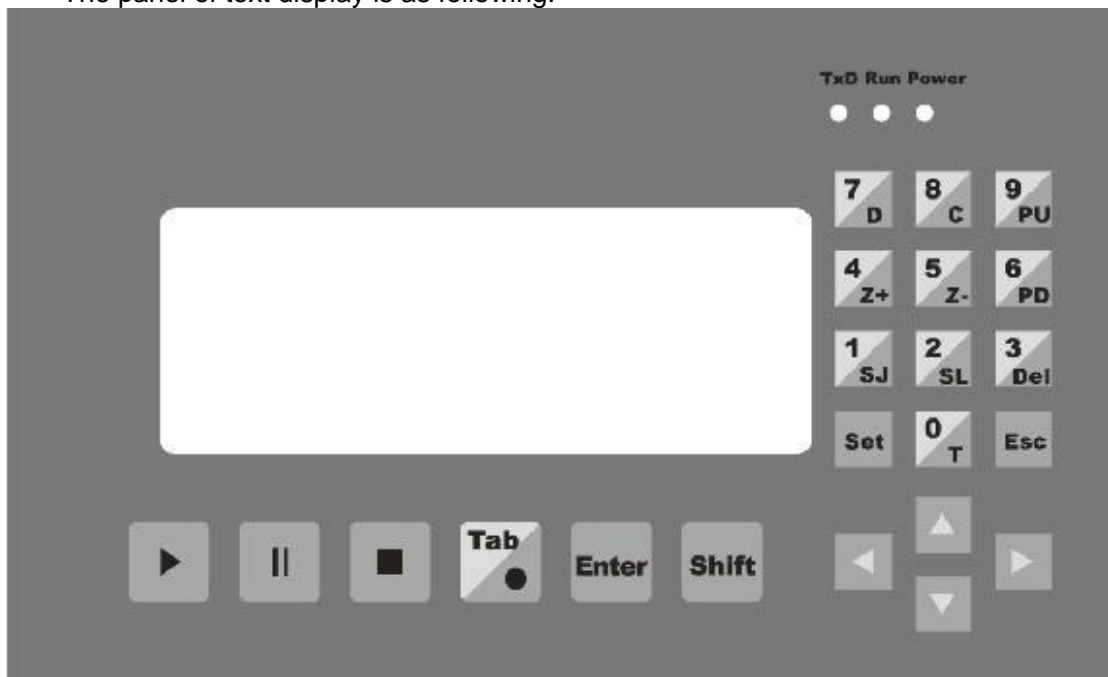 The panel of text display is as following:
TxD Run Power
7 D
8 C
9 PU
4 Z+
5 Z-
6 PD
1 SJ
2 SL
3 Del
Set
0 T
Esc
Tab
Enter
Shift